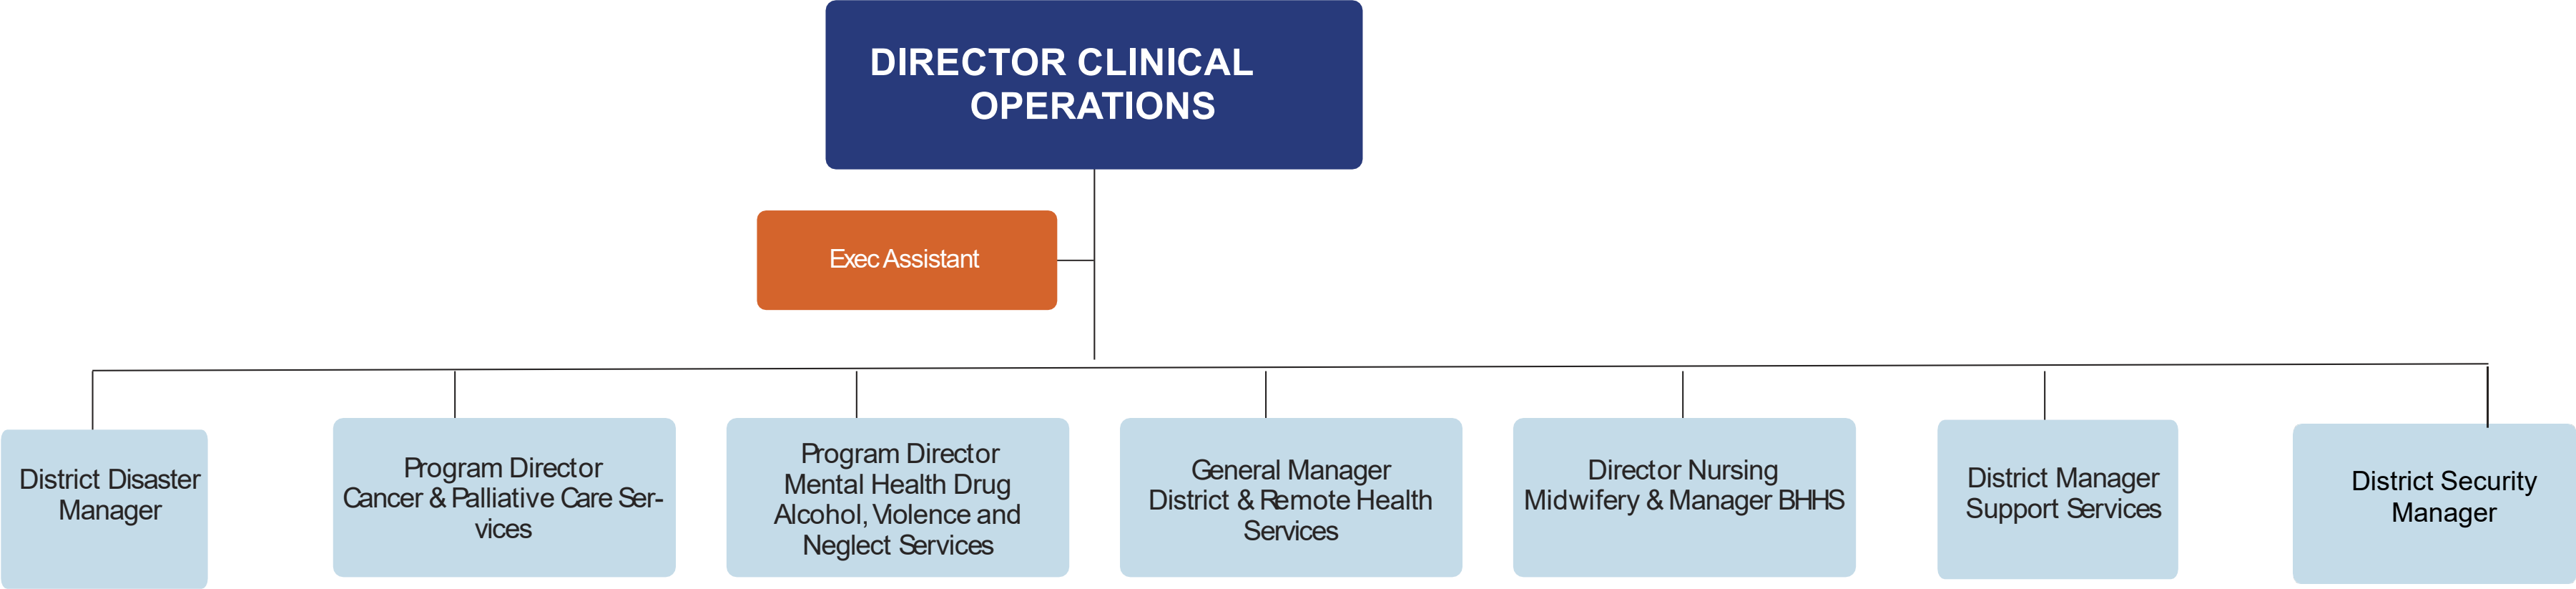 DIRECTOR CLINICAL
OPERATIONS
Exec Assistant
District Disaster
Manager
Program Director
Cancer & Palliative Care Ser-
vices
Program Director
Mental Health Drug
Alcohol, Violence and
Neglect Services
General Manager
District & Remote Health
Services
Director Nursing
Midwifery & Manager BHHS
District Manager
Support Services
District Security
Manager